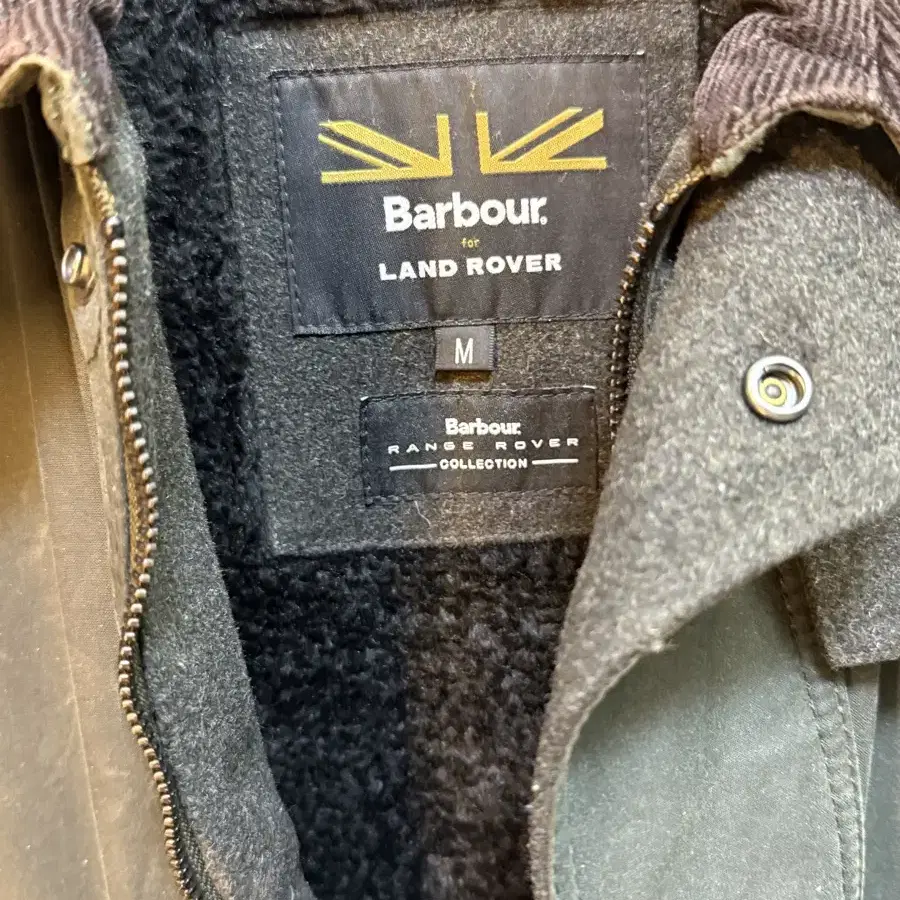 Barbour.
for
LAND ROVER
M
Barbour.
RANGE ROVER
COLLECTION